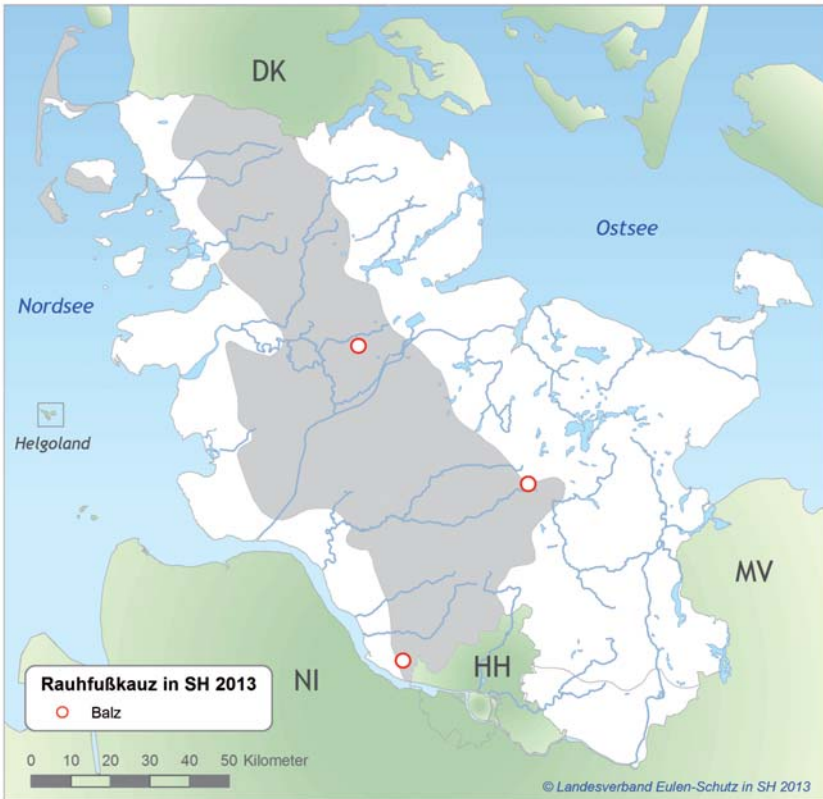 DK
Ostsee
Nordsee
Helgoland
MV
HH
NI
Rauhfußkauz in SH 2013
Balz
0 10 20 30 40 50 Kilometer
© Landesverband Eulen-Schutz in SH 2013